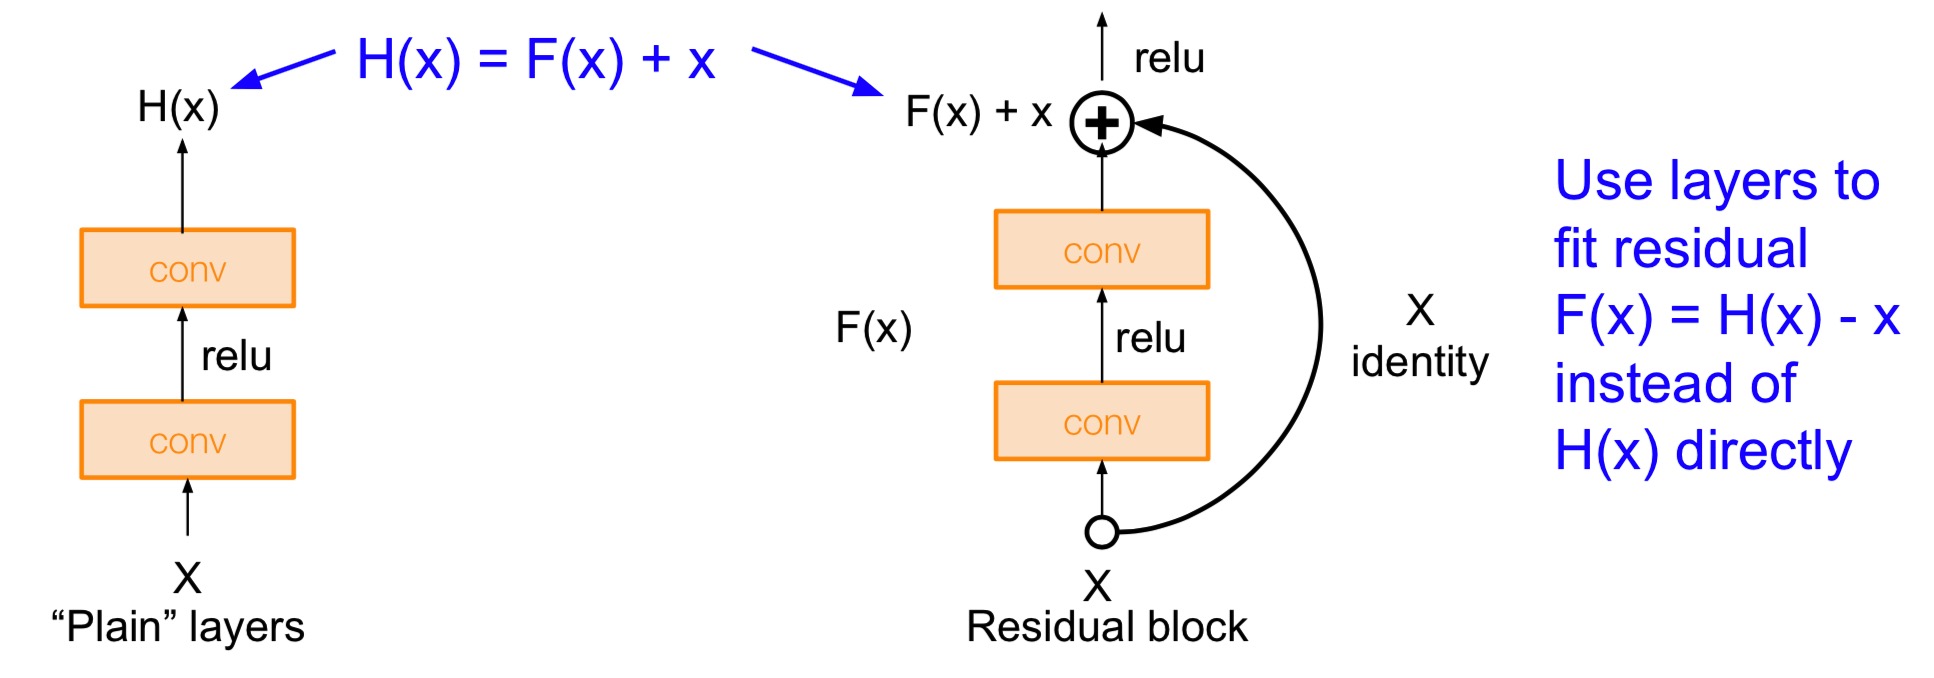 H(x) = F(x) + x
H(x)
conv
relu
conv
X
“Plain” layers
relu
F(x) + x
conv
F(x)
relu
conv
X
identity
X
Residual block
Use layers to
fit residual
F(x) = H(x) - x
instead of
H(x) directly